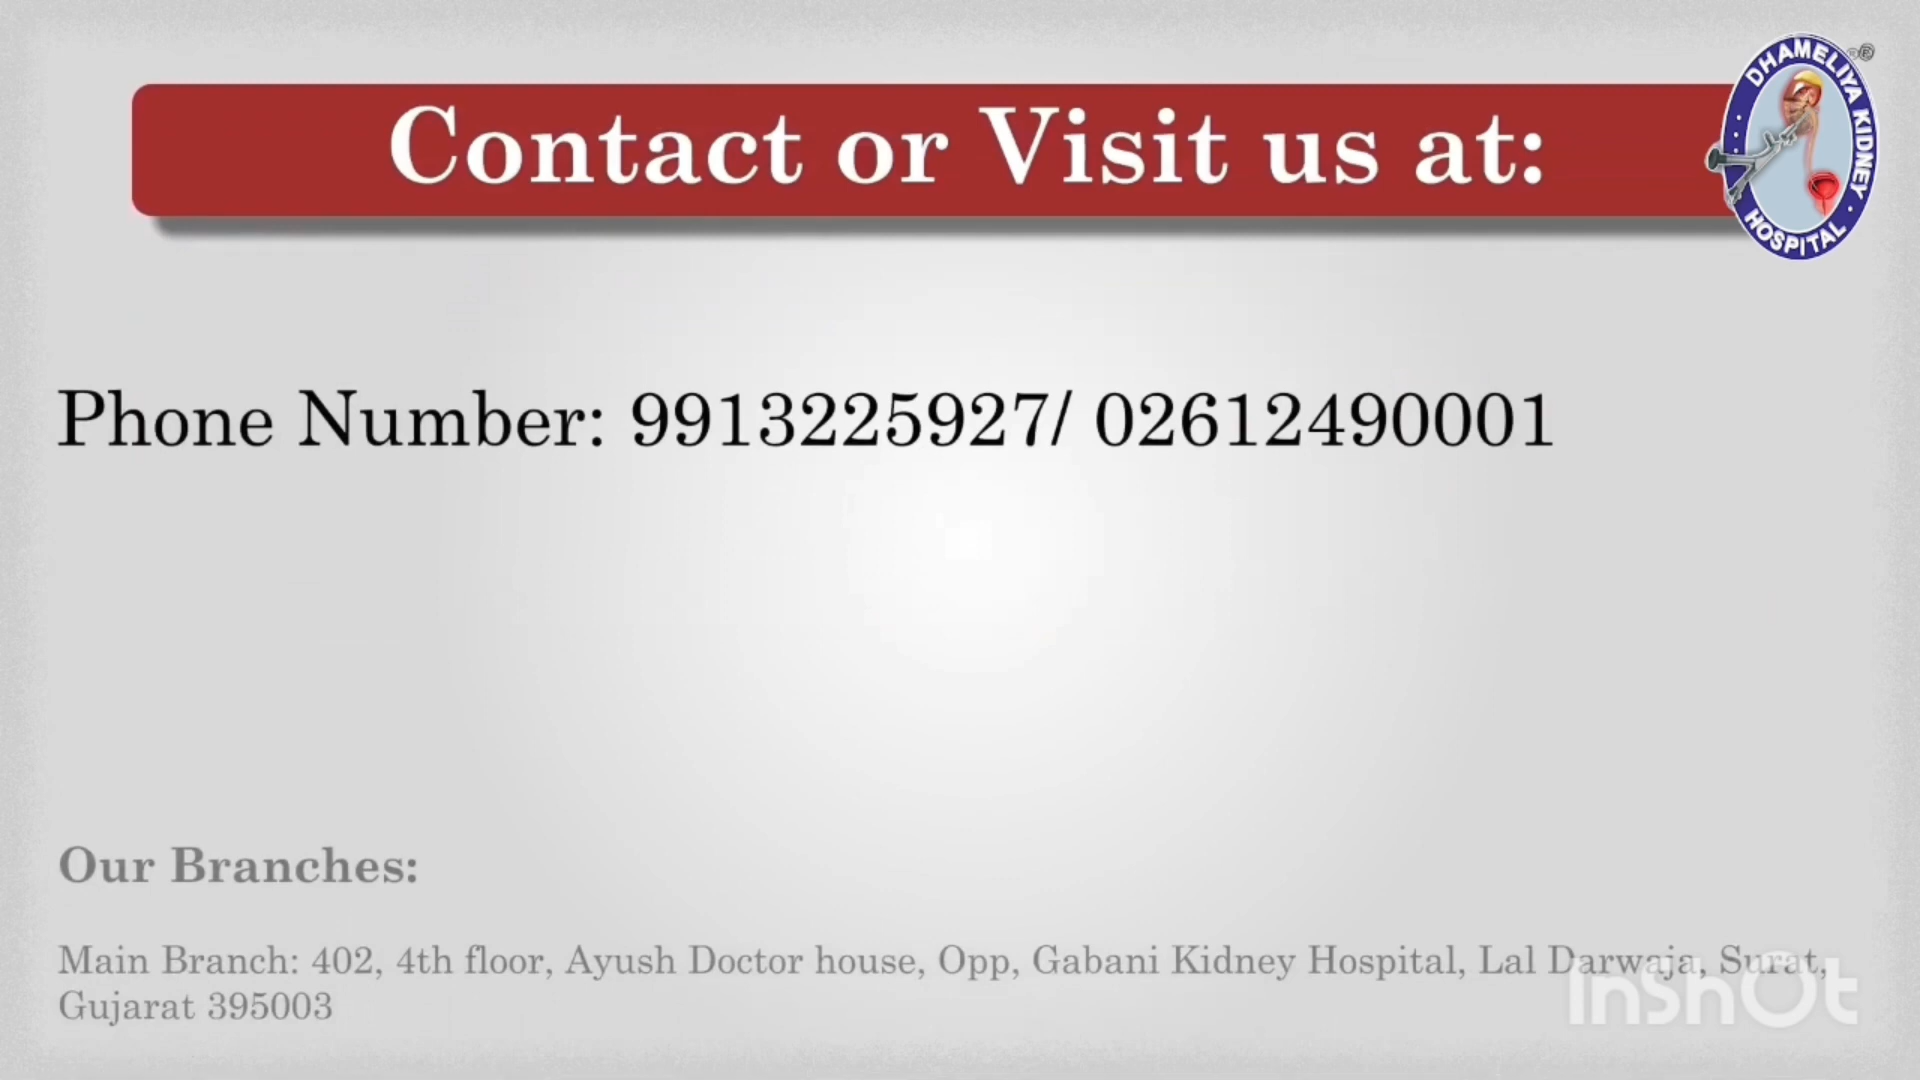 Contact or Visit us at:
DHAMELIYA KIDNEY
HOSPITAL
®
Phone Number: 9913225927/ 02612490001
Our Branches:
Main Branch: 402, 4th floor, Ayush Doctor house, Opp, Gabani Kidney Hospital, Lal Darwaja, Surat,
Gujarat 395003
InShOt